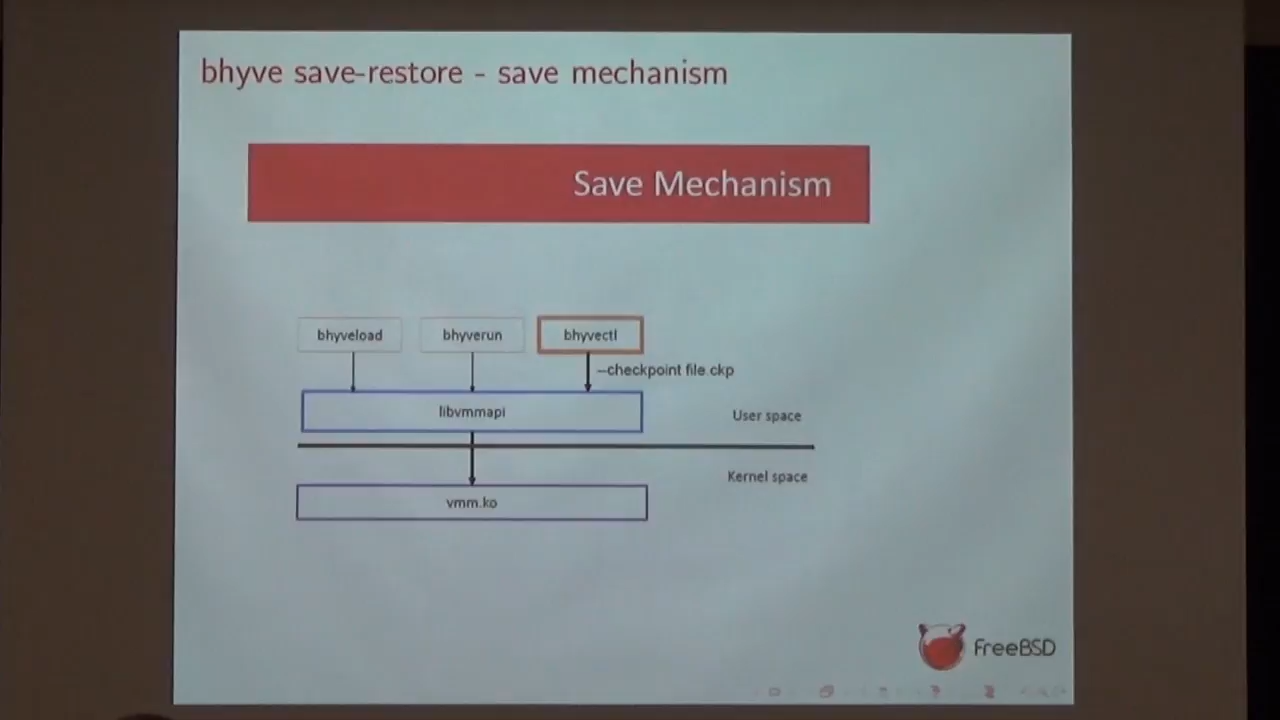 bhyve save-restore - save mechanism
Save Mechanism
bhyveload
bhyverun
bhyvectl
–checkpoint file.ckp
libvmmapi
User space
Kernel space
vmm.ko
FreeBSD